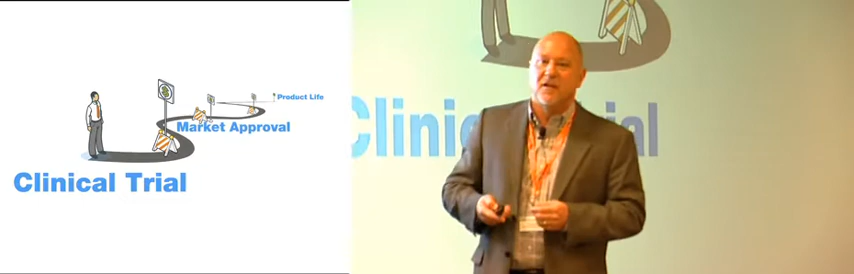 Product Life
Market Approval
Clinical Trial
Clinic rial